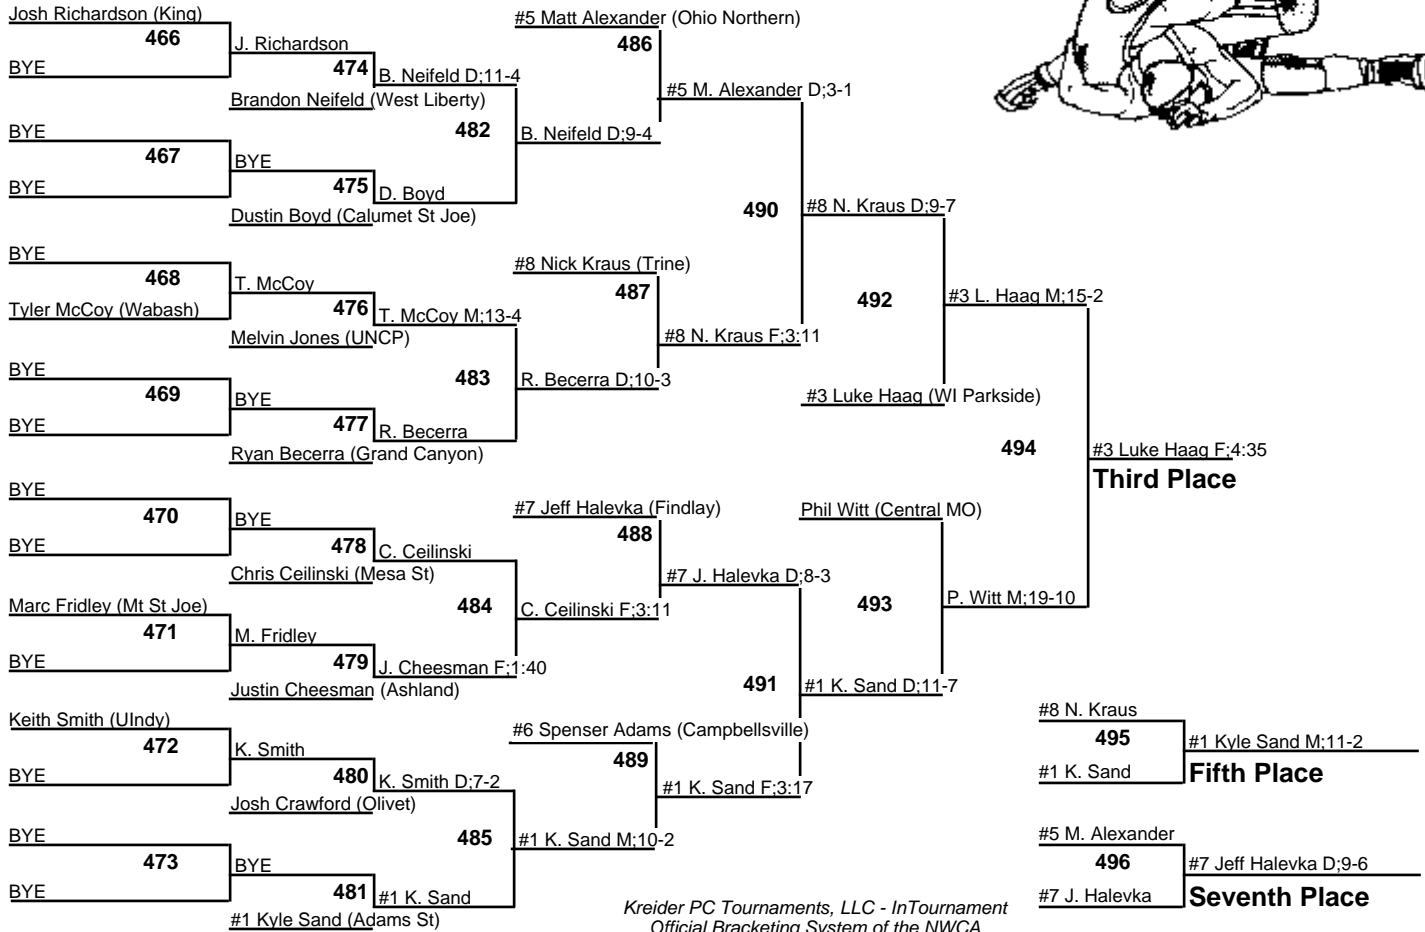 Josh Richardson (King)
466
BYE
J. Richardson
474
Brandon Neifeld (West Liberty)
B. Neifeld D;11-4
BYE
467
BYE
BYE
475
Dustin Boyd (Calumet St Joe)
D. Boyd
482
B. Neifeld D;9-4
#5 Matt Alexander (Ohio Northern)
486
#5 M. Alexander D;3-1
BYE
468
Tyler McCoy (Wabash)
T. McCoy
476
Melvin Jones (UNCP)
T. McCoy M;13-4
BYE
469
BYE
BYE
477
Ryan Becerra (Grand Canyon)
R. Becerra
483
R. Becerra D;10-3
#8 Nick Kraus (Trine)
487
#8 N. Kraus F;3:11
490
#8 N. Kraus D;9-7
492
#3 Luke Haag (WI Parkside)
#3 L. Haag M;15-2
BYE
470
BYE
BYE
478
Chris Ceilinski (Mesa St)
C. Ceilinski
Marc Fridley (Mt St Joe)
471
BYE
M. Fridley
479
Justin Cheesman (Ashland)
J. Cheesman F;1:40
484
C. Ceilinski F;3:11
#7 Jeff Halevka (Findlay)
488
#7 J. Halevka D;8-3
Keith Smith (UIndy)
472
BYE
K. Smith
480
Josh Crawford (Olivet)
K. Smith D;7-2
BYE
473
BYE
BYE
481
#1 Kyle Sand (Adams St)
#1 K. Sand
485
#1 K. Sand M;10-2
#6 Spenser Adams (Campbellsville)
489
#1 K. Sand F;3:17
491
#1 K. Sand D;11-7
Phil Witt (Central MO)
493
P. Witt M;19-10
494
#3 Luke Haag F;4:35
Third Place
#8 N. Kraus
495
#1 K. Sand
#1 Kyle Sand M;11-2
Fifth Place
#5 M. Alexander
496
#7 J. Halevka
#7 Jeff Halevka D;9-6
Seventh Place
Kreider PC Tournaments, LLC - InTournament
Official Bracketing System of the NWCA